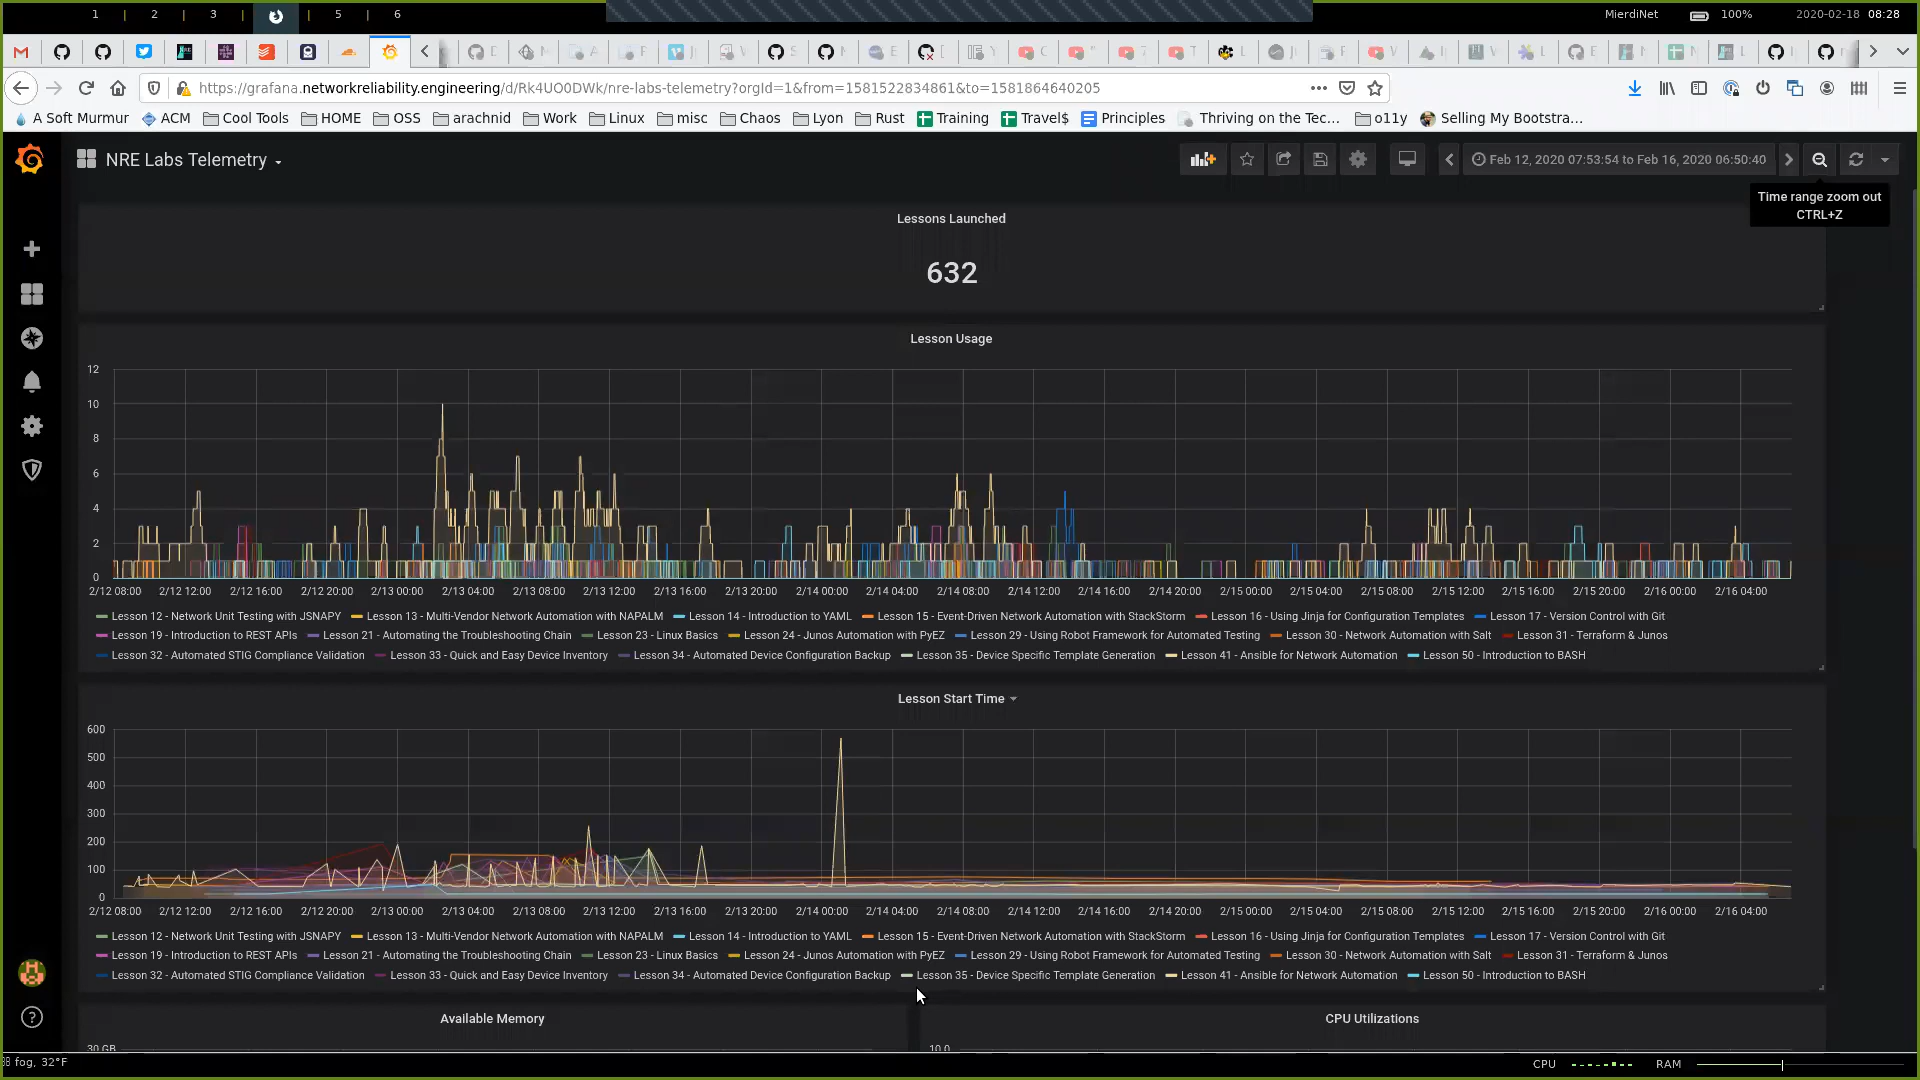 1 | 2 | 3 | | 5 | 6
MierdiNet 100% 2020-02-18 08:28
https://grafana.networkreliability.engineering/d/Rk4UO0DWk/nre-labs-telemetry?orgId=1&from=1581522834861&to=1581864640205
A Soft Murmur ACM Cool Tools HOME OSS arachnid Work Linux misc Chaos Lyon Rust Training Travel$ Principles Thriving on the Tec... o11y Selling My Bootstra...
NRE Labs Telemetry
Feb 12, 2020 07:53:54 to Feb 16, 2020 06:50:40
Time range zoom out
CTRL+Z
Lessons Launched
632
Lesson Usage
12
10
8
6
4
2
0
2/12 08:00 2/12 12:00 2/12 16:00 2/12 20:00 2/13 00:00 2/13 04:00 2/13 08:00 2/13 12:00 2/13 16:00 2/13 20:00 2/14 00:00 2/14 04:00 2/14 08:00 2/14 12:00 2/14 16:00 2/14 20:00 2/15 00:00 2/15 04:00 2/15 08:00 2/15 12:00 2/15 16:00 2/15 20:00 2/16 00:00 2/16 04:00
Lesson 12 - Network Unit Testing with JSNAPY Lesson 13 - Multi-Vendor Network Automation with NAPALM Lesson 14 - Introduction to YAML Lesson 15 - Event-Driven Network Automation with StackStorm Lesson 16 - Using Jinja for Configuration Templates Lesson 17 - Version Control with Git
Lesson 19 - Introduction to REST APIs Lesson 21 - Automating the Troubleshooting Chain Lesson 23 - Linux Basics Lesson 24 - Junos Automation with PyEZ Lesson 29 - Using Robot Framework for Automated Testing Lesson 30 - Network Automation with Salt Lesson 31 - Terraform & Junos
Lesson 32 - Automated STIG Compliance Validation Lesson 33 - Quick and Easy Device Inventory Lesson 34 - Automated Device Configuration Backup Lesson 35 - Device Specific Template Generation Lesson 41 - Ansible for Network Automation Lesson 50 - Introduction to BASH
Lesson Start Time
600
500
400
300
200
100
0
2/12 08:00 2/12 12:00 2/12 16:00 2/12 20:00 2/13 00:00 2/13 04:00 2/13 08:00 2/13 12:00 2/13 16:00 2/13 20:00 2/14 00:00 2/14 04:00 2/14 08:00 2/14 12:00 2/14 16:00 2/14 20:00 2/15 00:00 2/15 04:00 2/15 08:00 2/15 12:00 2/15 16:00 2/15 20:00 2/16 00:00 2/16 04:00
Lesson 12 - Network Unit Testing with JSNAPY Lesson 13 - Multi-Vendor Network Automation with NAPALM Lesson 14 - Introduction to YAML Lesson 15 - Event-Driven Network Automation with StackStorm Lesson 16 - Using Jinja for Configuration Templates Lesson 17 - Version Control with Git
Lesson 19 - Introduction to REST APIs Lesson 21 - Automating the Troubleshooting Chain Lesson 23 - Linux Basics Lesson 24 - Junos Automation with PyEZ Lesson 29 - Using Robot Framework for Automated Testing Lesson 30 - Network Automation with Salt Lesson 31 - Terraform & Junos
Lesson 32 - Automated STIG Compliance Validation Lesson 33 - Quick and Easy Device Inventory Lesson 34 - Automated Device Configuration Backup Lesson 35 - Device Specific Template Generation Lesson 41 - Ansible for Network Automation Lesson 50 - Introduction to BASH
Available Memory
30 GB
CPU Utilizations
10.0
fog, 32°F
CPU RAM